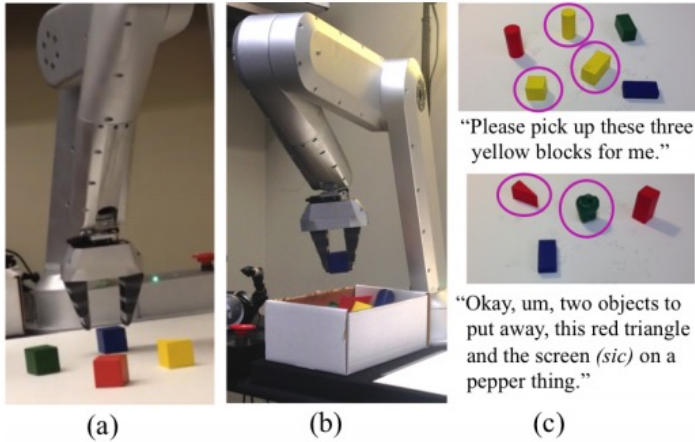 “Please pick up these three
yellow blocks for me.”
“Okay, um, two objects to
put away, this red triangle
and the screen (sic) on a
pepper thing.”
(a)
(b)
(c)